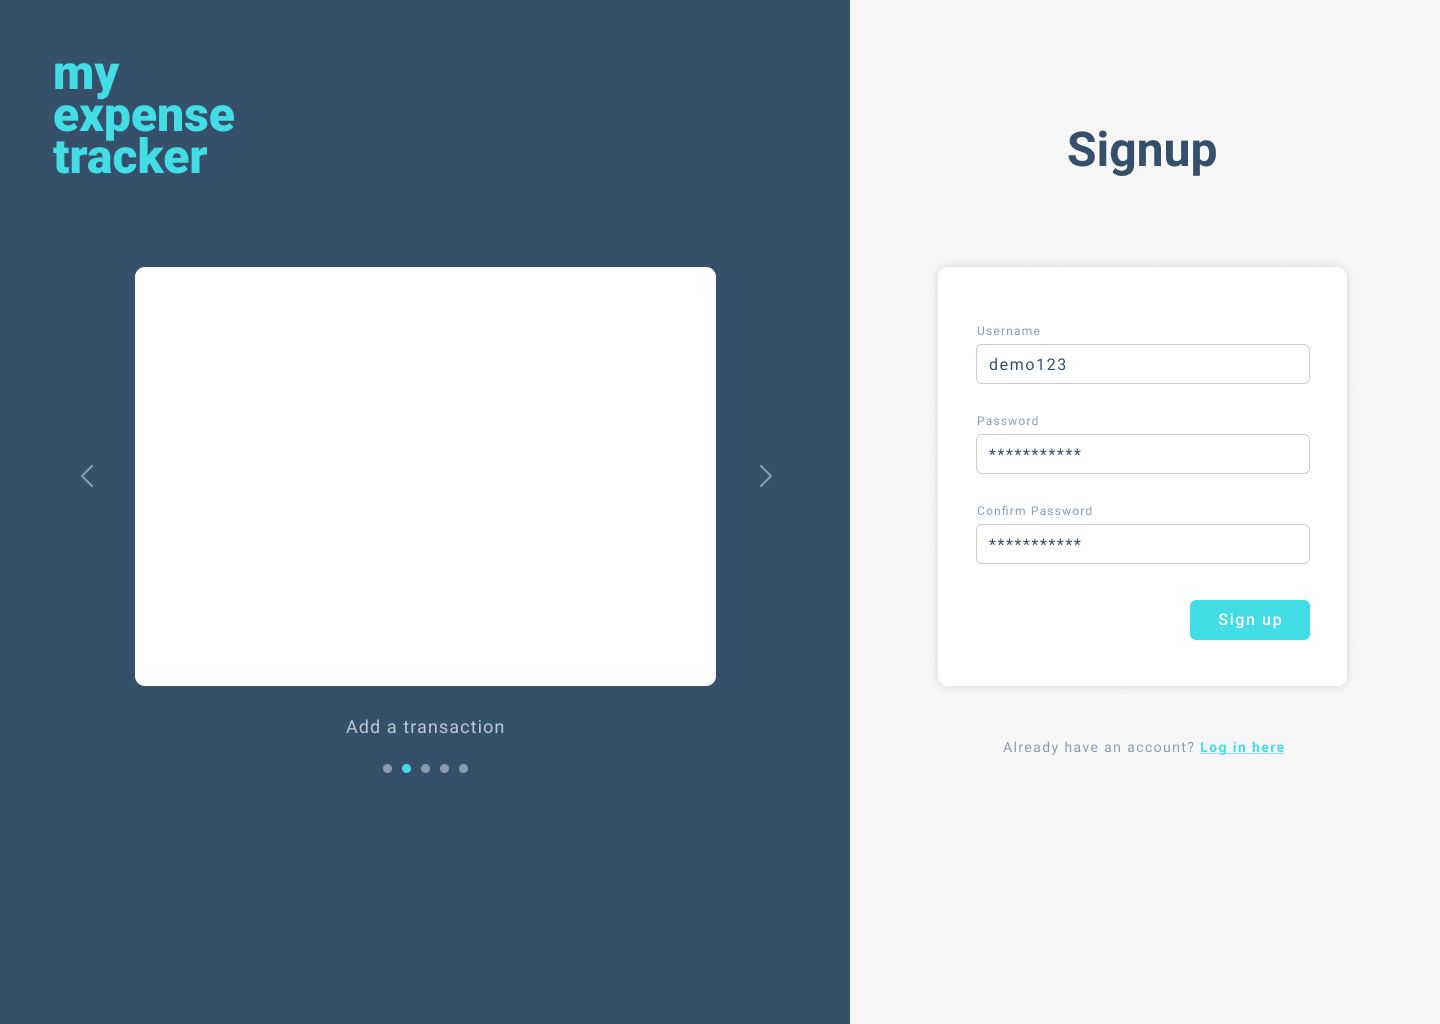 my
expense
tracker
Add a transaction
Signup
Username
demo123
Password
***********
Confirm Password
***********
Sign up
Already have an account? Log in here